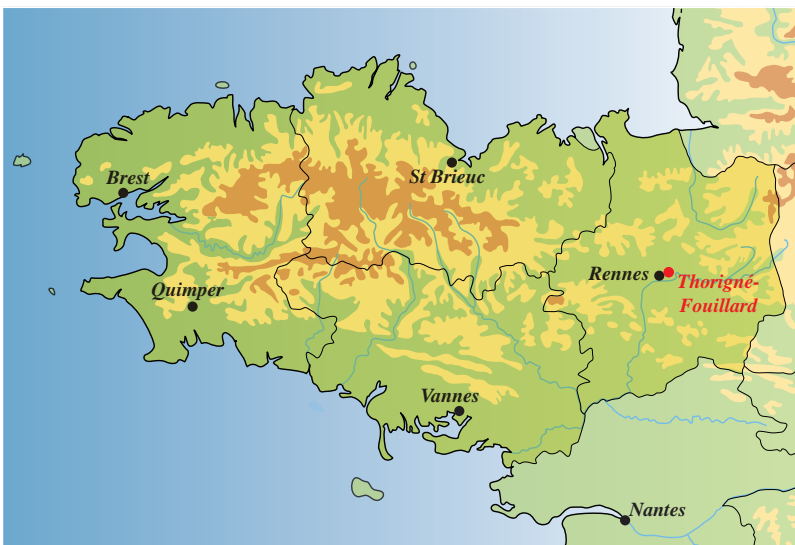 Brest
St Brieuc
Rennes
Thorigné-
Fouillard
Quimper
Vannes
Nantes